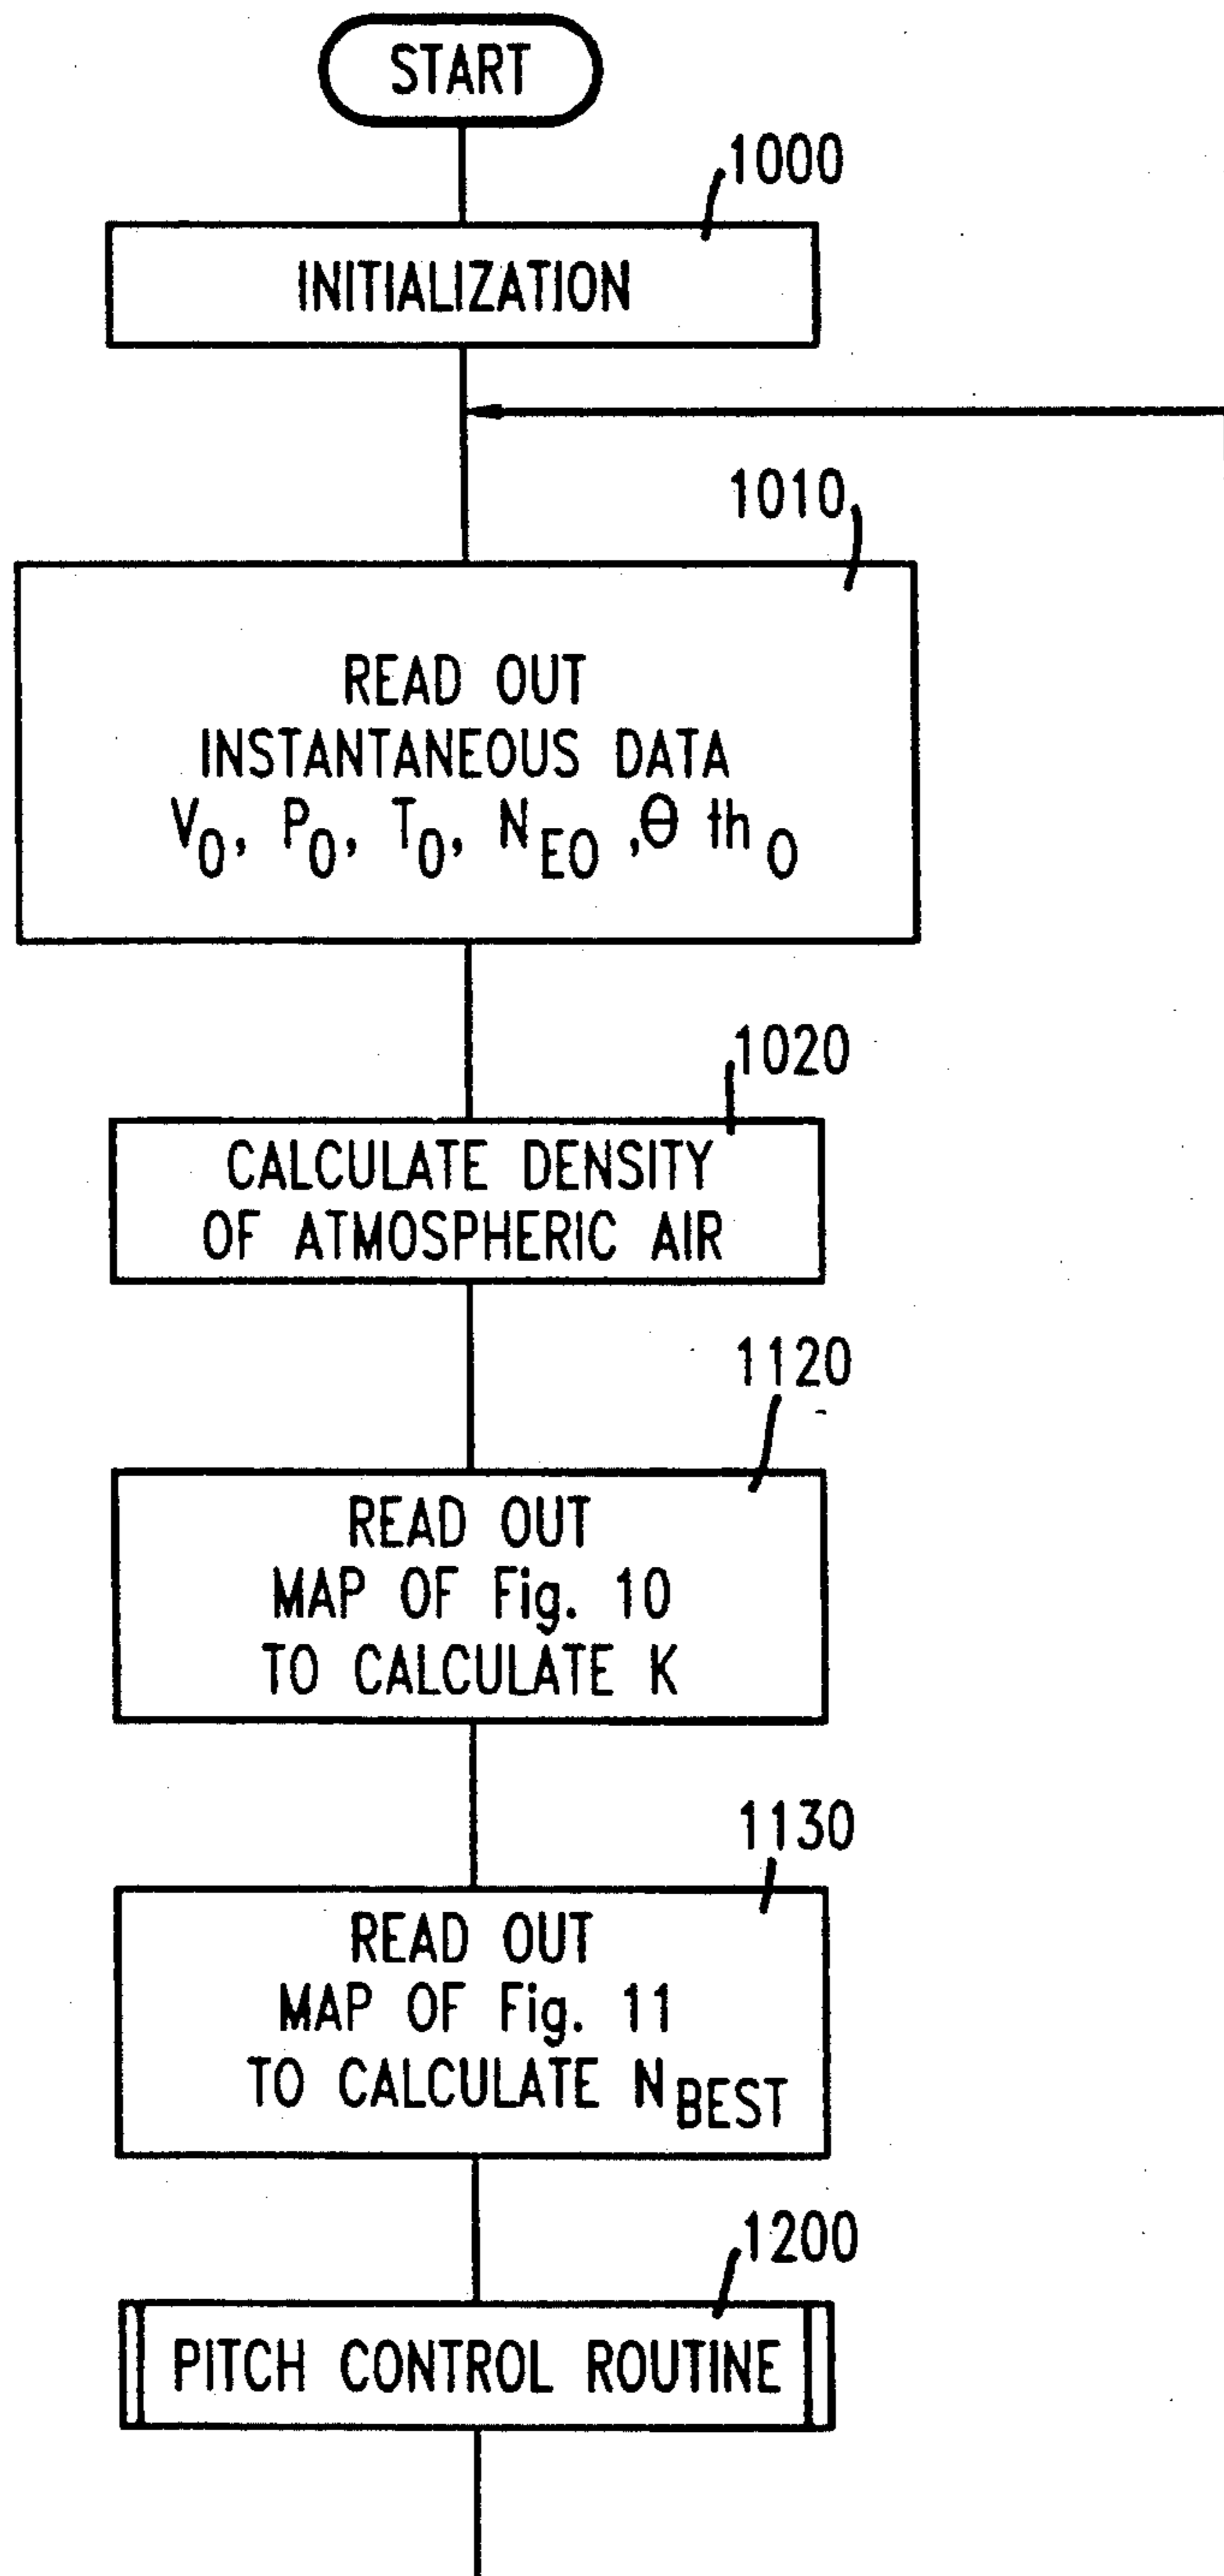 START
1000
INITIALIZATION
1010
READ OUT
INSTANTANEOUS DATA
V₀, P₀, T₀, N_EO ,θ th₀
1020
CALCULATE DENSITY
OF ATMOSPHERIC AIR
1120
READ OUT
MAP OF Fig. 10
TO CALCULATE K
1130
READ OUT
MAP OF Fig. 11
TO CALCULATE N_BEST
1200
PITCH CONTROL ROUTINE